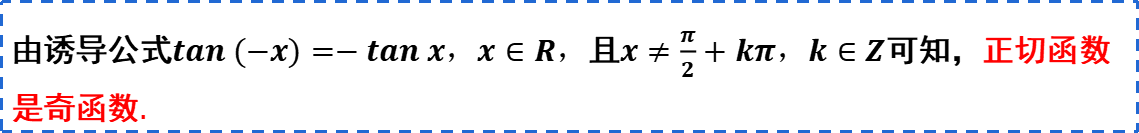 由诱导公式tan (−x) =− tan x，x ∈ R，且x ≠ π/2 + kπ，k ∈ Z可知，正切函数
是奇函数.